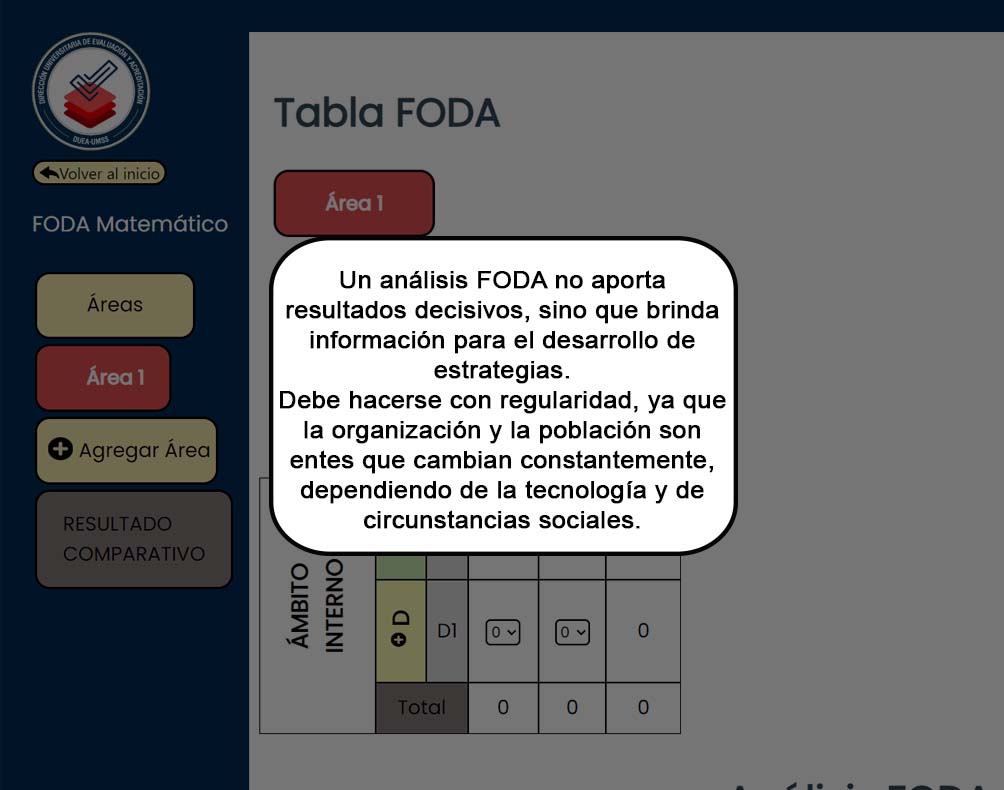 DIRECCIÓN UNIVERSITARIA DE EVALUACIÓN Y ACREDITACIÓN
DUEA-UMSS
Volver al inicio
FODA Matemático
Áreas
Área 1
Agregar Área
RESULTADO
COMPARATIVO
Tabla FODA
Área 1
Un análisis FODA no aporta
resultados decisivos, sino que brinda
información para el desarrollo de
estrategias.
Debe hacerse con regularidad, ya que
la organización y la población son
entes que cambian constantemente,
dependiendo de la tecnología y de
circunstancias sociales.
ÁMBITO
INTERNO
D D1 0 0 0
Total 0 0 0
Análisis FODA